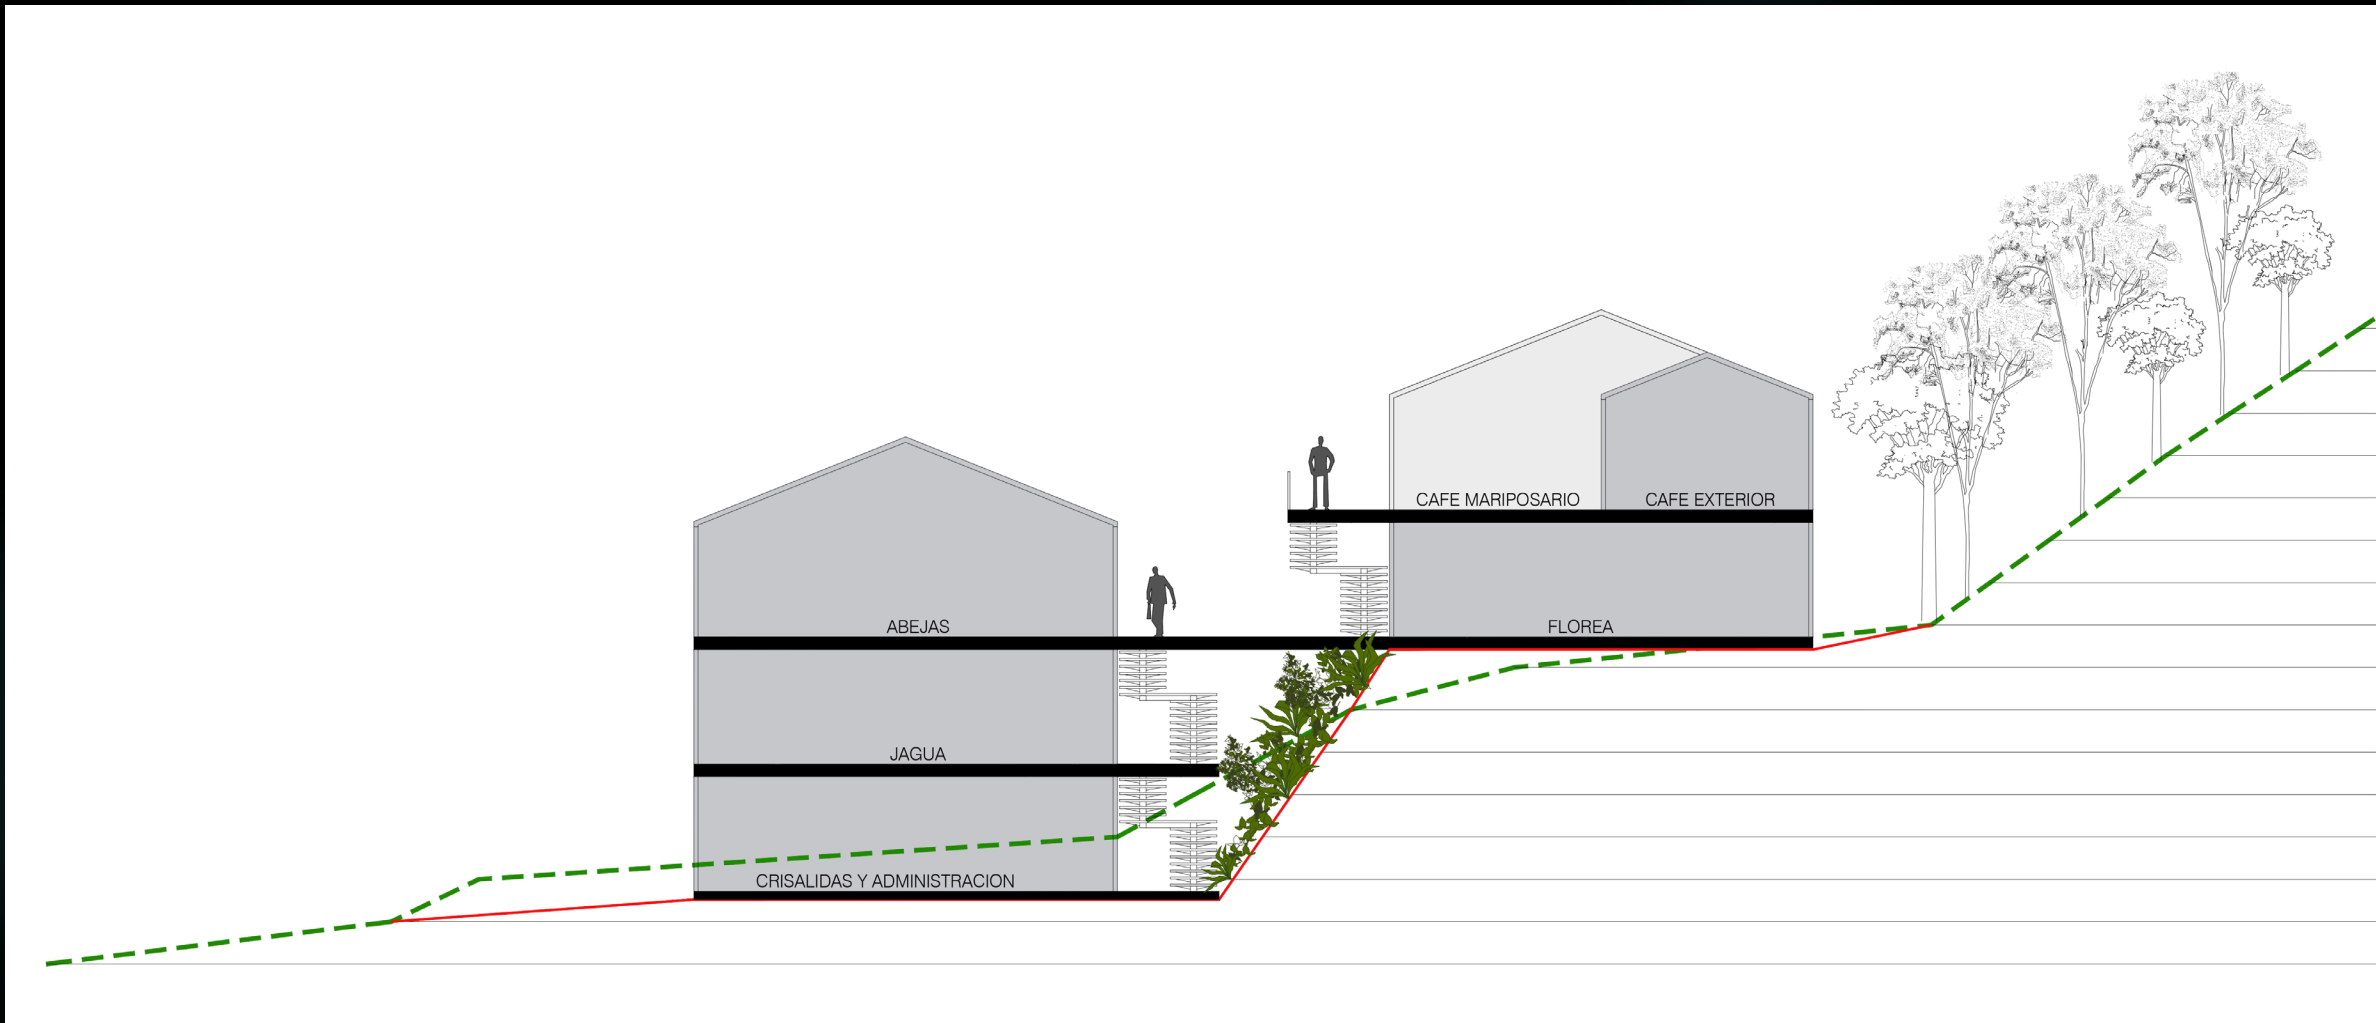 CAFE MARIPOSARIO
CAFE EXTERIOR
ABEJAS
FLOREA
JAGUA
CRISALIDAS Y ADMINISTRACION